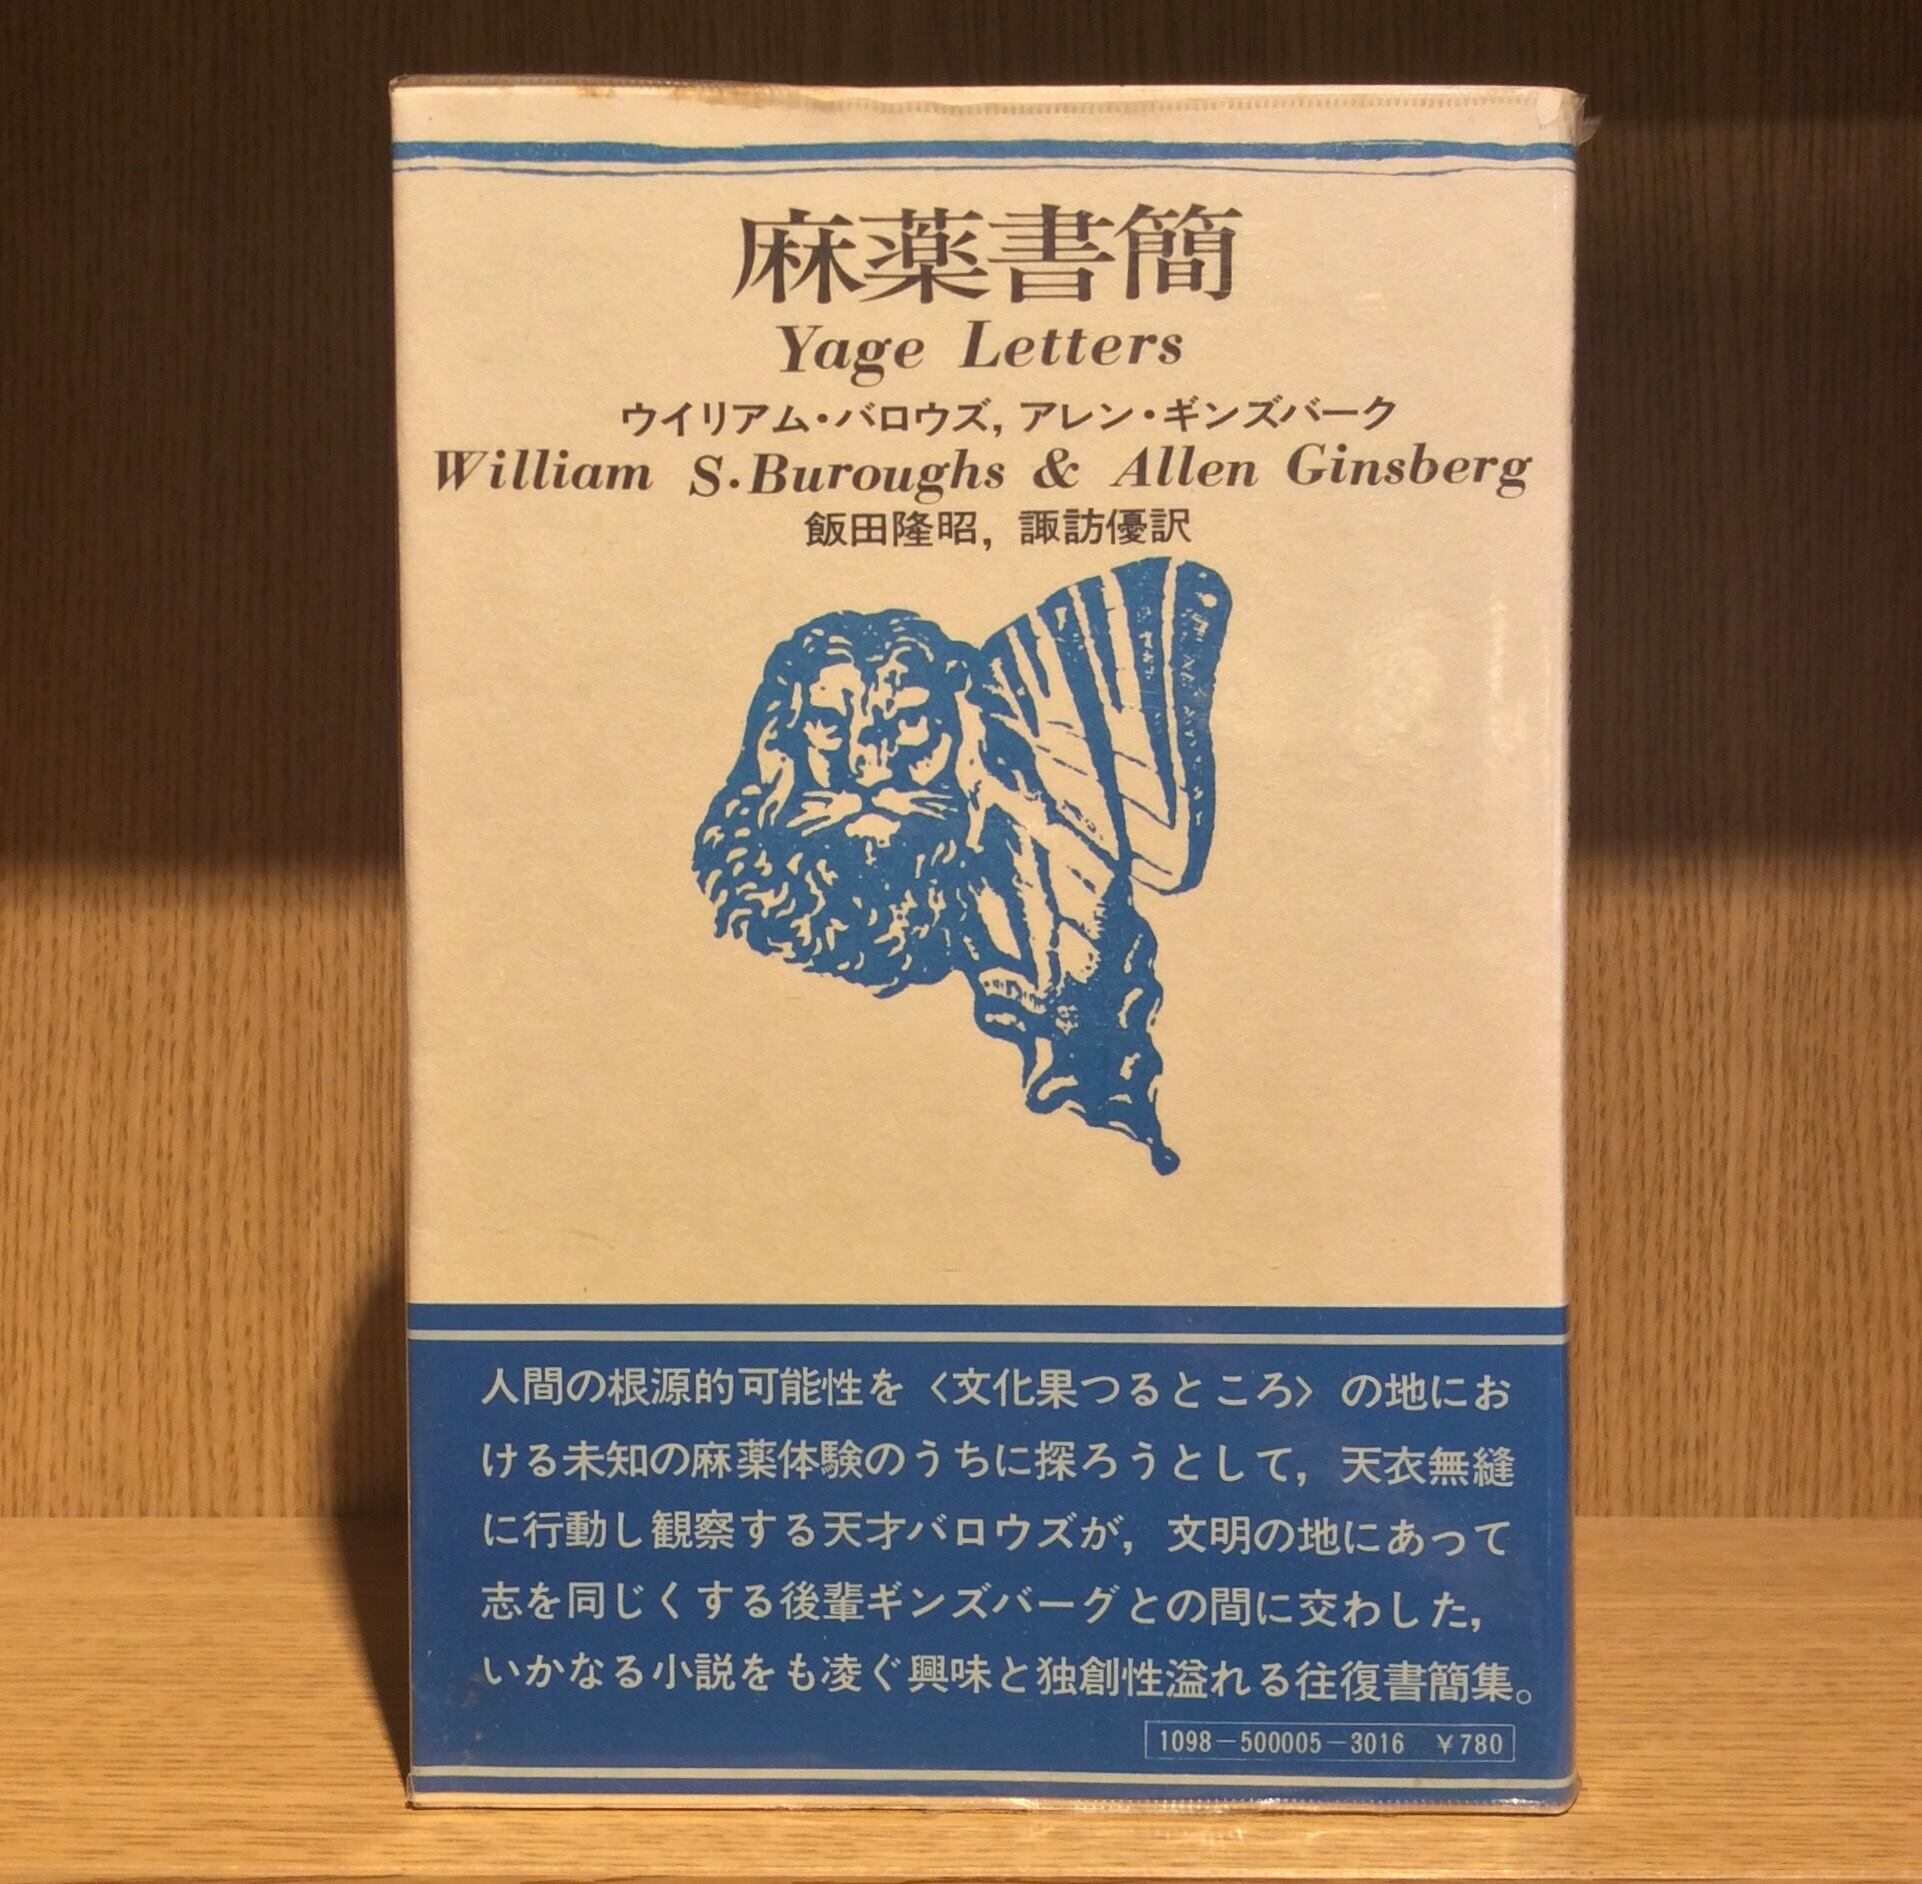 麻薬書簡
Yage Letters
ウイリアム・バロウズ, アレン・ギンズバーク
William S.Buroughs & Allen Ginsberg
飯田隆昭, 諏訪優訳
人間の根源的可能性を〈文化果つるところ〉の地にお
ける未知の麻薬体験のうちに探ろうとして, 天衣無縫
に行動し観察する天才バロウズが, 文明の地にあって
志を同じくする後輩ギンズバーグとの間に交わした,
いかなる小説をも凌ぐ興味と独創性溢れる往復書簡集。
1098-500005-3016 ¥780